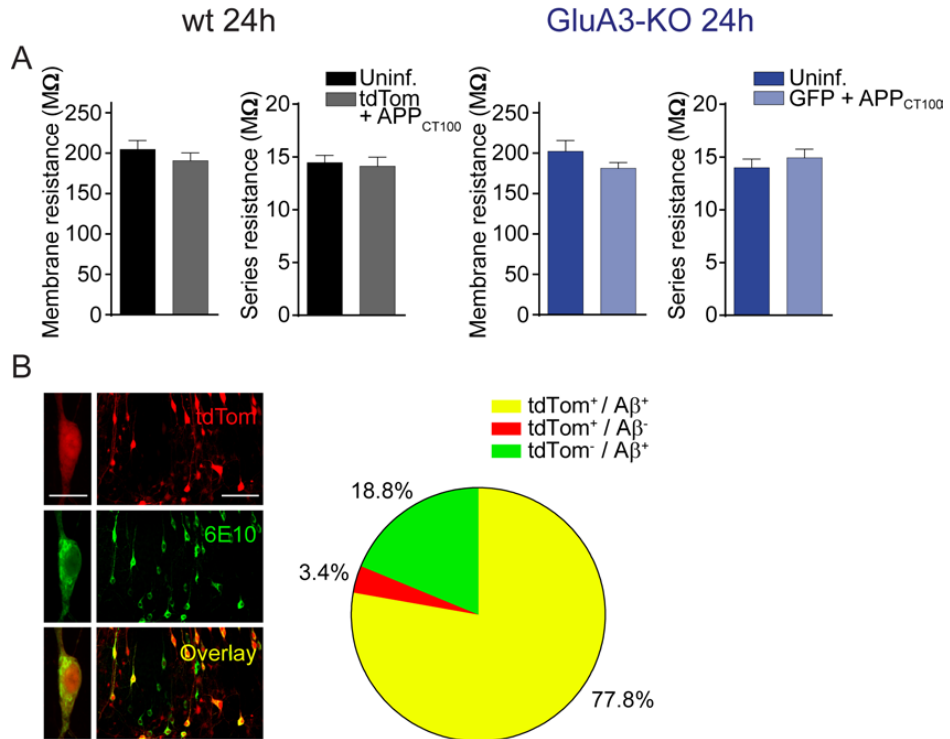 wt 24h
GluA3-KO 24h
A
Membrane resistance (MΩ)
250
200
150
100
50
0
Series resistance (MΩ)
20
15
10
5
0
Uninf.
tdTom
+ APPCT100
Membrane resistance (MΩ)
250
200
150
100
50
0
Series resistance (MΩ)
20
15
10
5
0
Uninf.
GFP + APPCT100
B
tdTom
6E10
Overlay
tdTom⁺ / Aβ⁺
tdTom⁺ / Aβ⁻
tdTom⁻ / Aβ⁺
18.8%
3.4%
77.8%